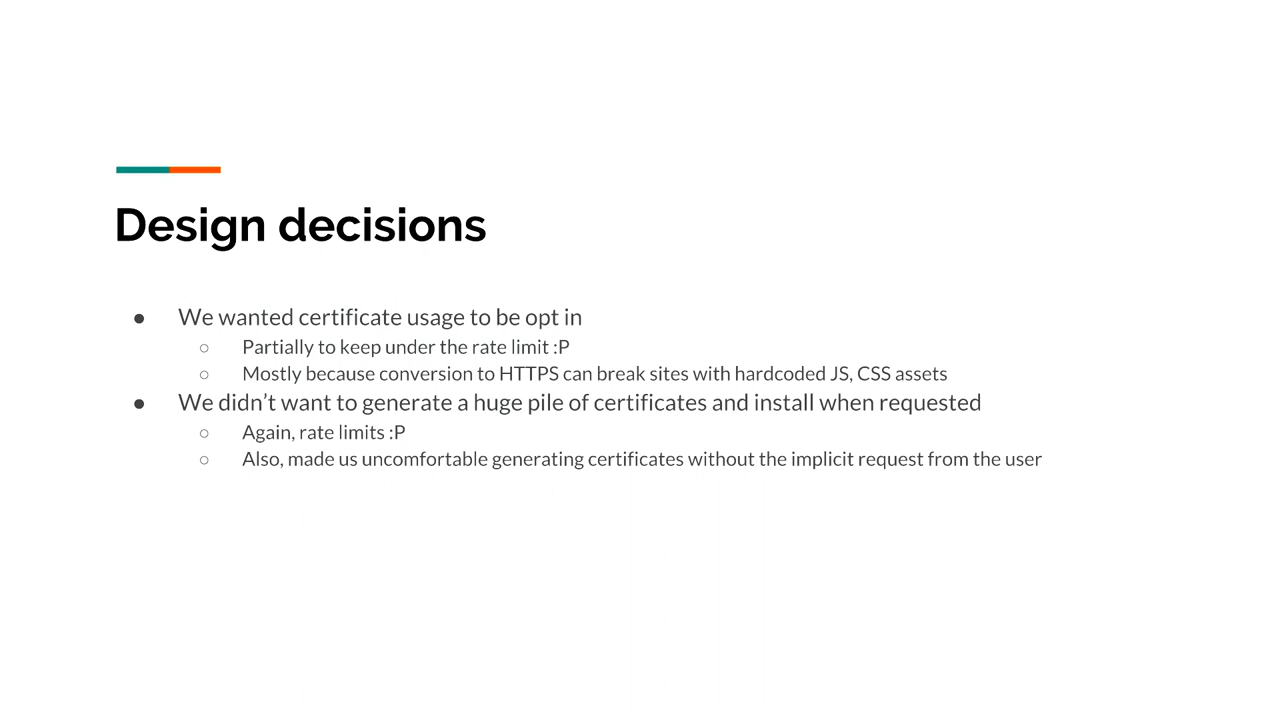 Design decisions
● We wanted certificate usage to be opt in
○ Partially to keep under the rate limit :P
○ Mostly because conversion to HTTPS can break sites with hardcoded JS, CSS assets
● We didn’t want to generate a huge pile of certificates and install when requested
○ Again, rate limits :P
○ Also, made us uncomfortable generating certificates without the implicit request from the user